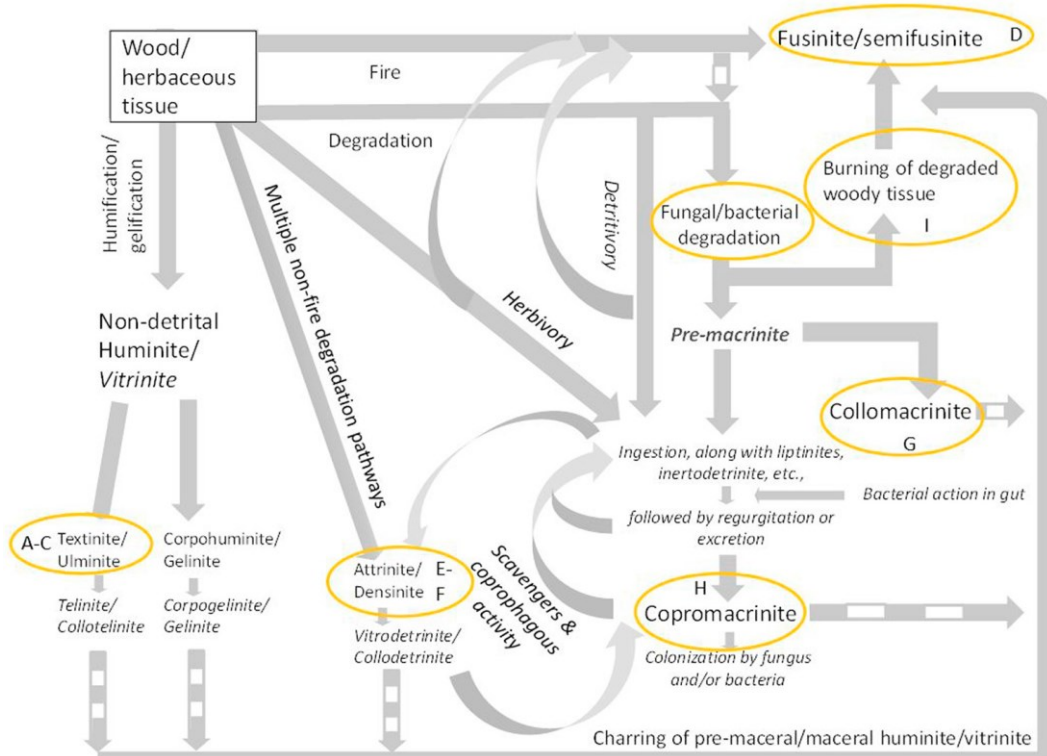 Wood/
herbaceous
tissue
Fire
Fusinite/semifusinite D
Degradation
Humification/
gelification
Multiple non-fire degradation pathways
Herbivory
Detritivory
Fungal/bacterial
degradation
Burning of degraded
woody tissue
I
Non-detrital
Huminite/
Vitrinite
Pre-macrinite
Collomacrinite
G
Ingestion, along with liptinites,
inertodetrinite, etc.,
Bacterial action in gut
followed by regurgitation or
excretion
A-C Textinite/
Ulminite
Corpohuminite/
Gelinite
Attrinite/
Densinite
E-
F
Scavengers &
coprophagous
activity
H
Copromacrinite
Telinite/
Collotelinite
Corpogelinite/
Gelinite
Vitrodetrinite/
Collodetrinite
Colonization by fungus
and/or bacteria
Charring of pre-maceral/maceral huminite/vitrinite